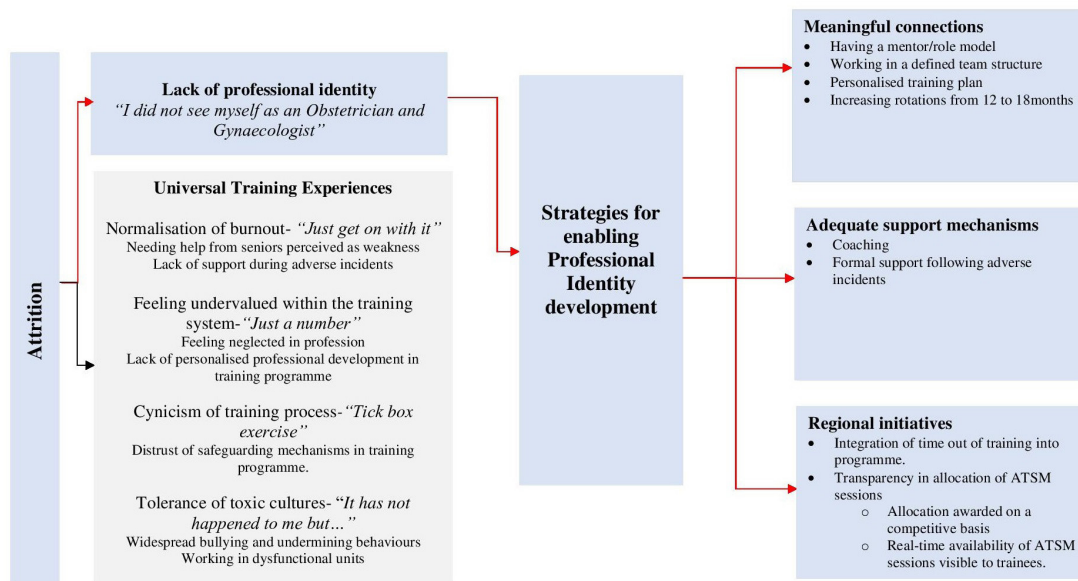 Attrition
Lack of professional identity
“I did not see myself as an Obstetrician and
Gynaecologist”
Universal Training Experiences
Normalisation of burnout- “Just get on with it”
Needing help from seniors perceived as weakness
Lack of support during adverse incidents
Feeling undervalued within the training
system-“Just a number”
Feeling neglected in profession
Lack of personalised professional development in
training programme
Cynicism of training process-“Tick box
exercise”
Distrust of safeguarding mechanisms in training
programme.
Tolerance of toxic cultures- “It has not
happened to me but…”
Widespread bullying and undermining behaviours
Working in dysfunctional units
Strategies for
enabling
Professional
Identity
development
Meaningful connections
• Having a mentor/role model
• Working in a defined team structure
• Personalised training plan
• Increasing rotations from 12 to 18months
Adequate support mechanisms
• Coaching
• Formal support following adverse
incidents
Regional initiatives
• Integration of time out of training into
programme.
• Transparency in allocation of ATSM
sessions
o Allocation awarded on a
competitive basis
o Real-time availability of ATSM
sessions visible to trainees.